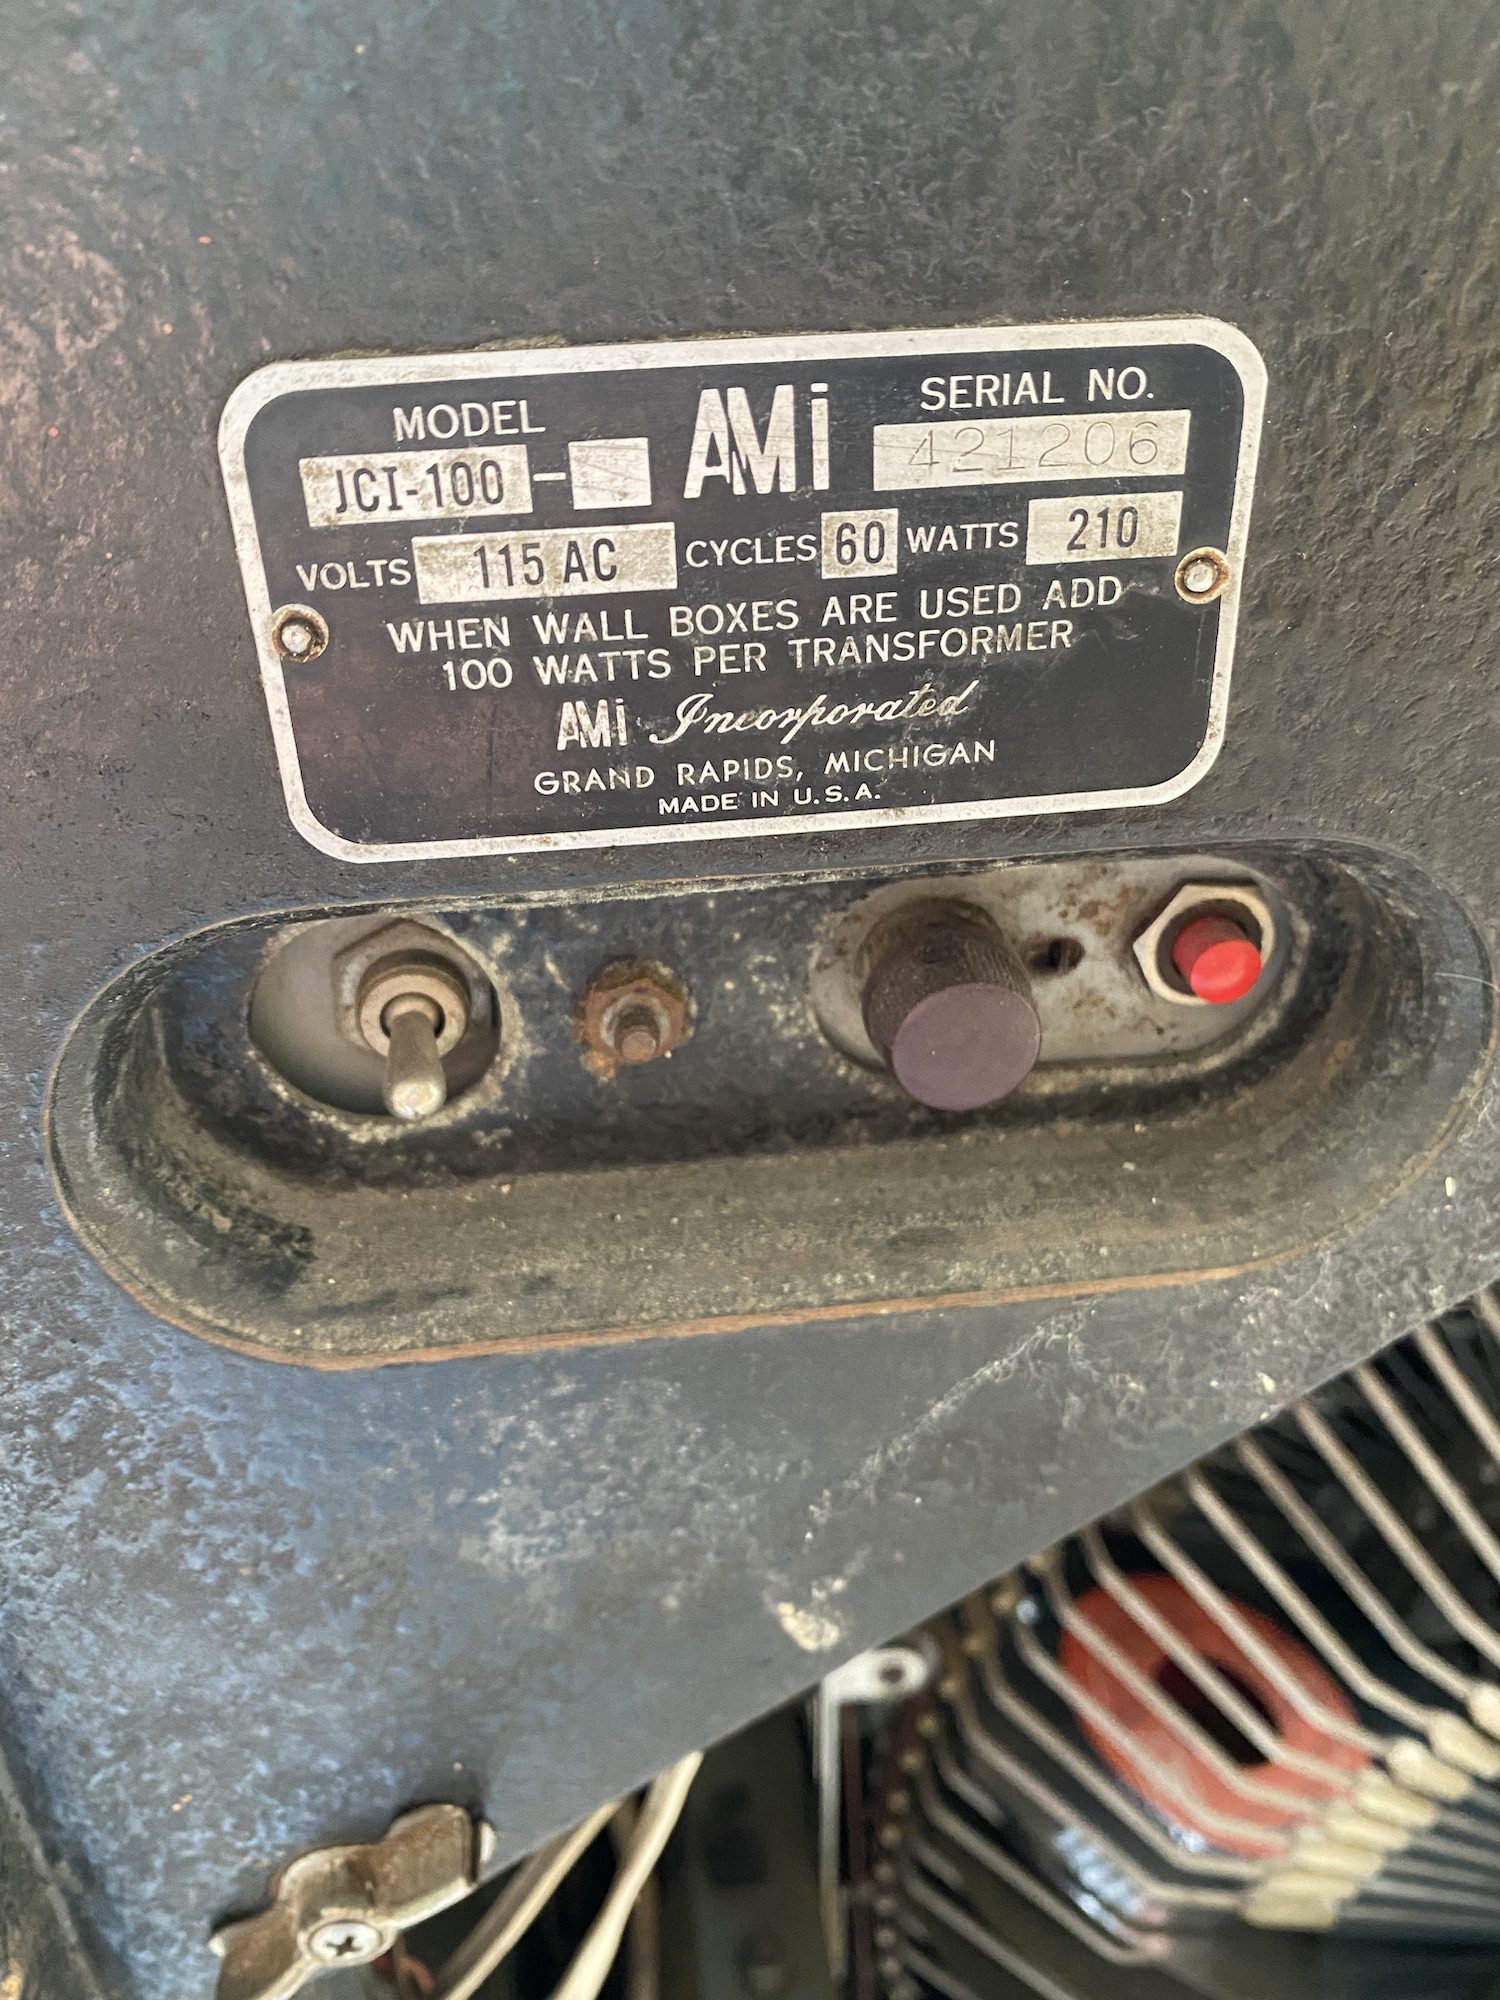 MODEL AMi SERIAL NO.
JCI-100- 421206
VOLTS 115 AC CYCLES 60 WATTS 210
WHEN WALL BOXES ARE USED ADD
100 WATTS PER TRANSFORMER
AMi Incorporated
GRAND RAPIDS, MICHIGAN
MADE IN U.S.A.